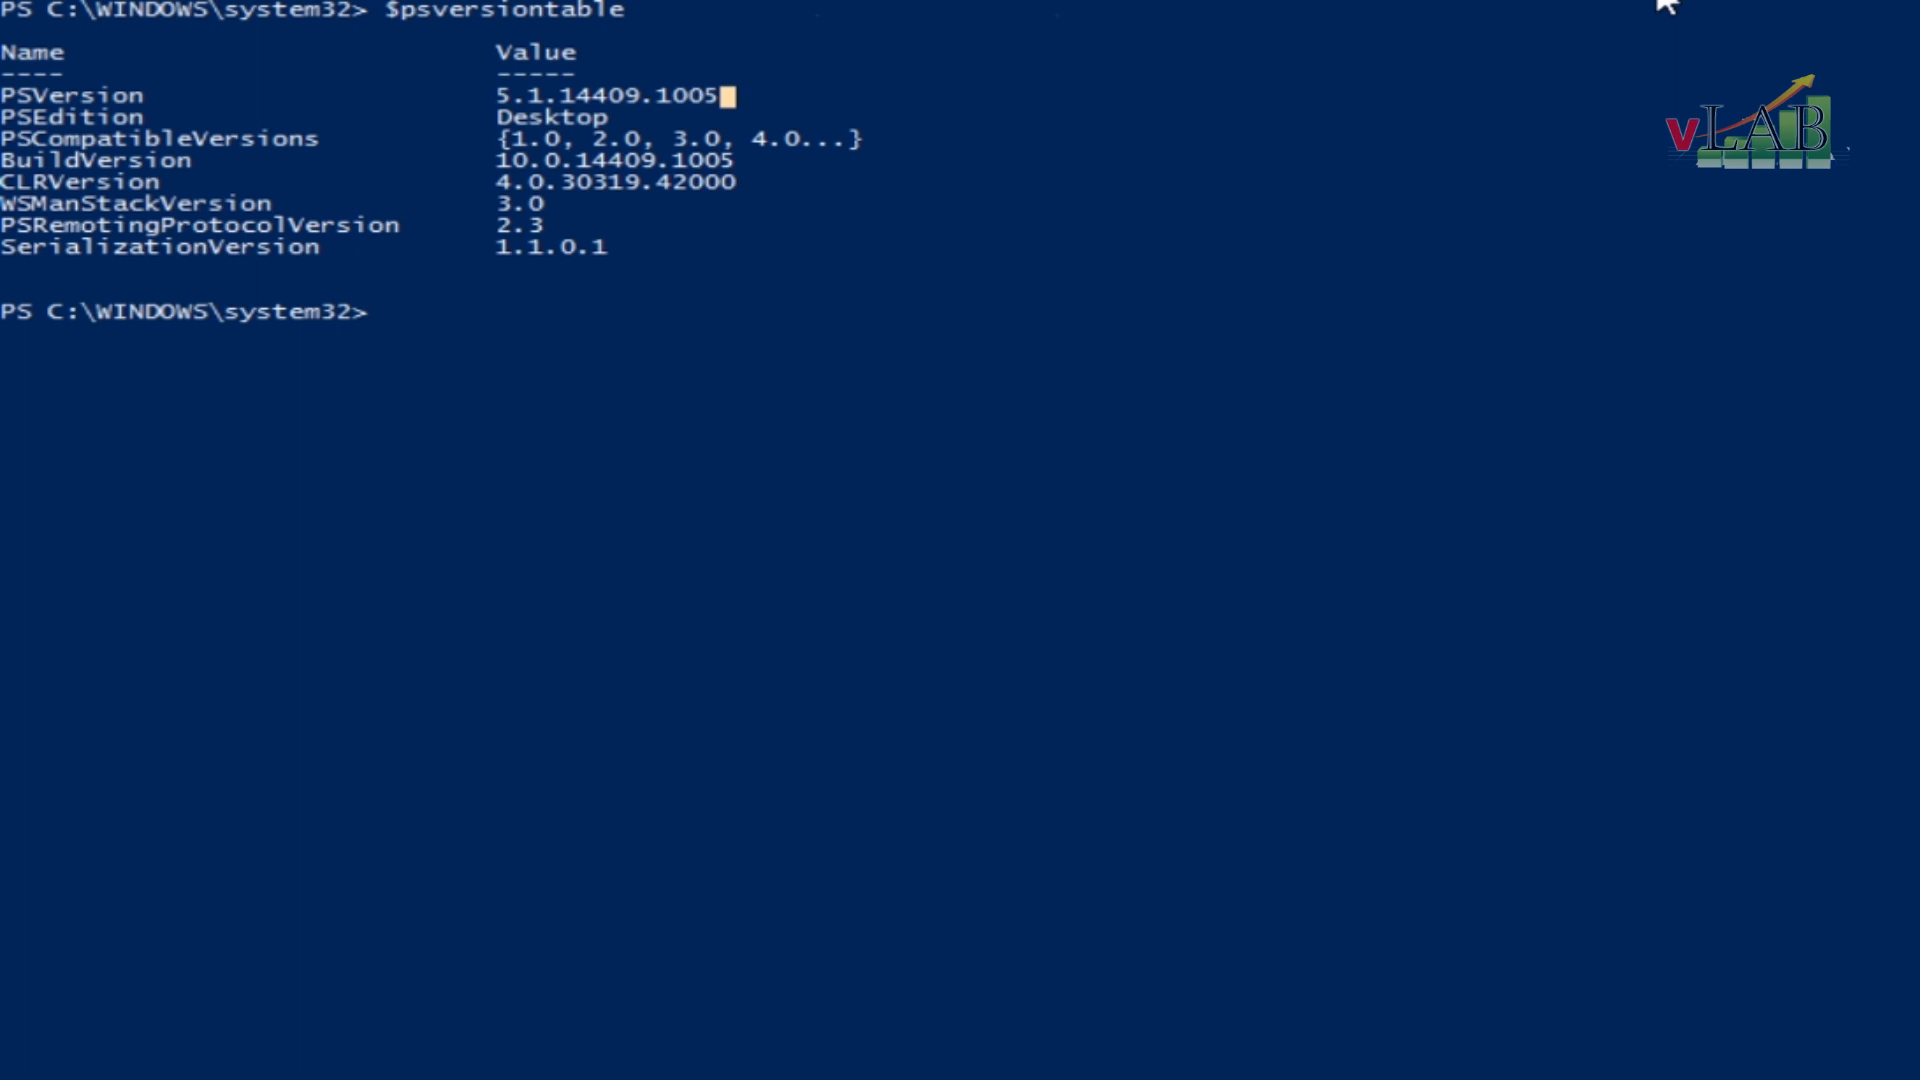 PS C:\WINDOWS\system32> $psversiontable
Name Value
---- -----
PSVersion 5.1.14409.1005
PSEdition Desktop
PSCompatibleVersions {1.0, 2.0, 3.0, 4.0...}
BuildVersion 10.0.14409.1005
CLRVersion 4.0.30319.42000
WSManStackVersion 3.0
PSRemotingProtocolVersion 2.3
SerializationVersion 1.1.0.1
PS C:\WINDOWS\system32>
vLAB